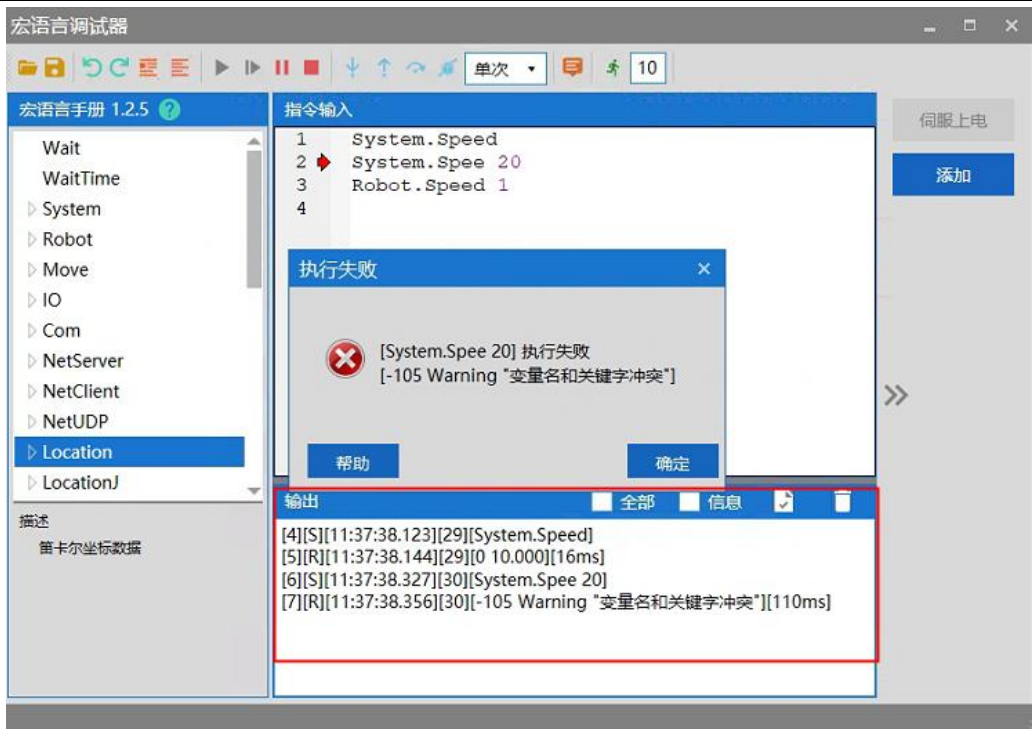 宏语言调试器
单次
10
宏语言手册 1.2.5
指令输入
伺服上电
添加
Wait
WaitTime
System
Robot
Move
IO
Com
NetServer
NetClient
NetUDP
Location
LocationJ
描述
笛卡尔坐标数据
1 System.Speed
2 System.Spee 20
3 Robot.Speed 1
4
执行失败
[System.Spee 20] 执行失败
[-105 Warning "变量名和关键字冲突"]
帮助 确定
输出 全部 信息
[4][S][11:37:38.123][29][System.Speed]
[5][R][11:37:38.144][29][0 10.000][16ms]
[6][S][11:37:38.327][30][System.Spee 20]
[7][R][11:37:38.356][30][-105 Warning "变量名和关键字冲突"][110ms]